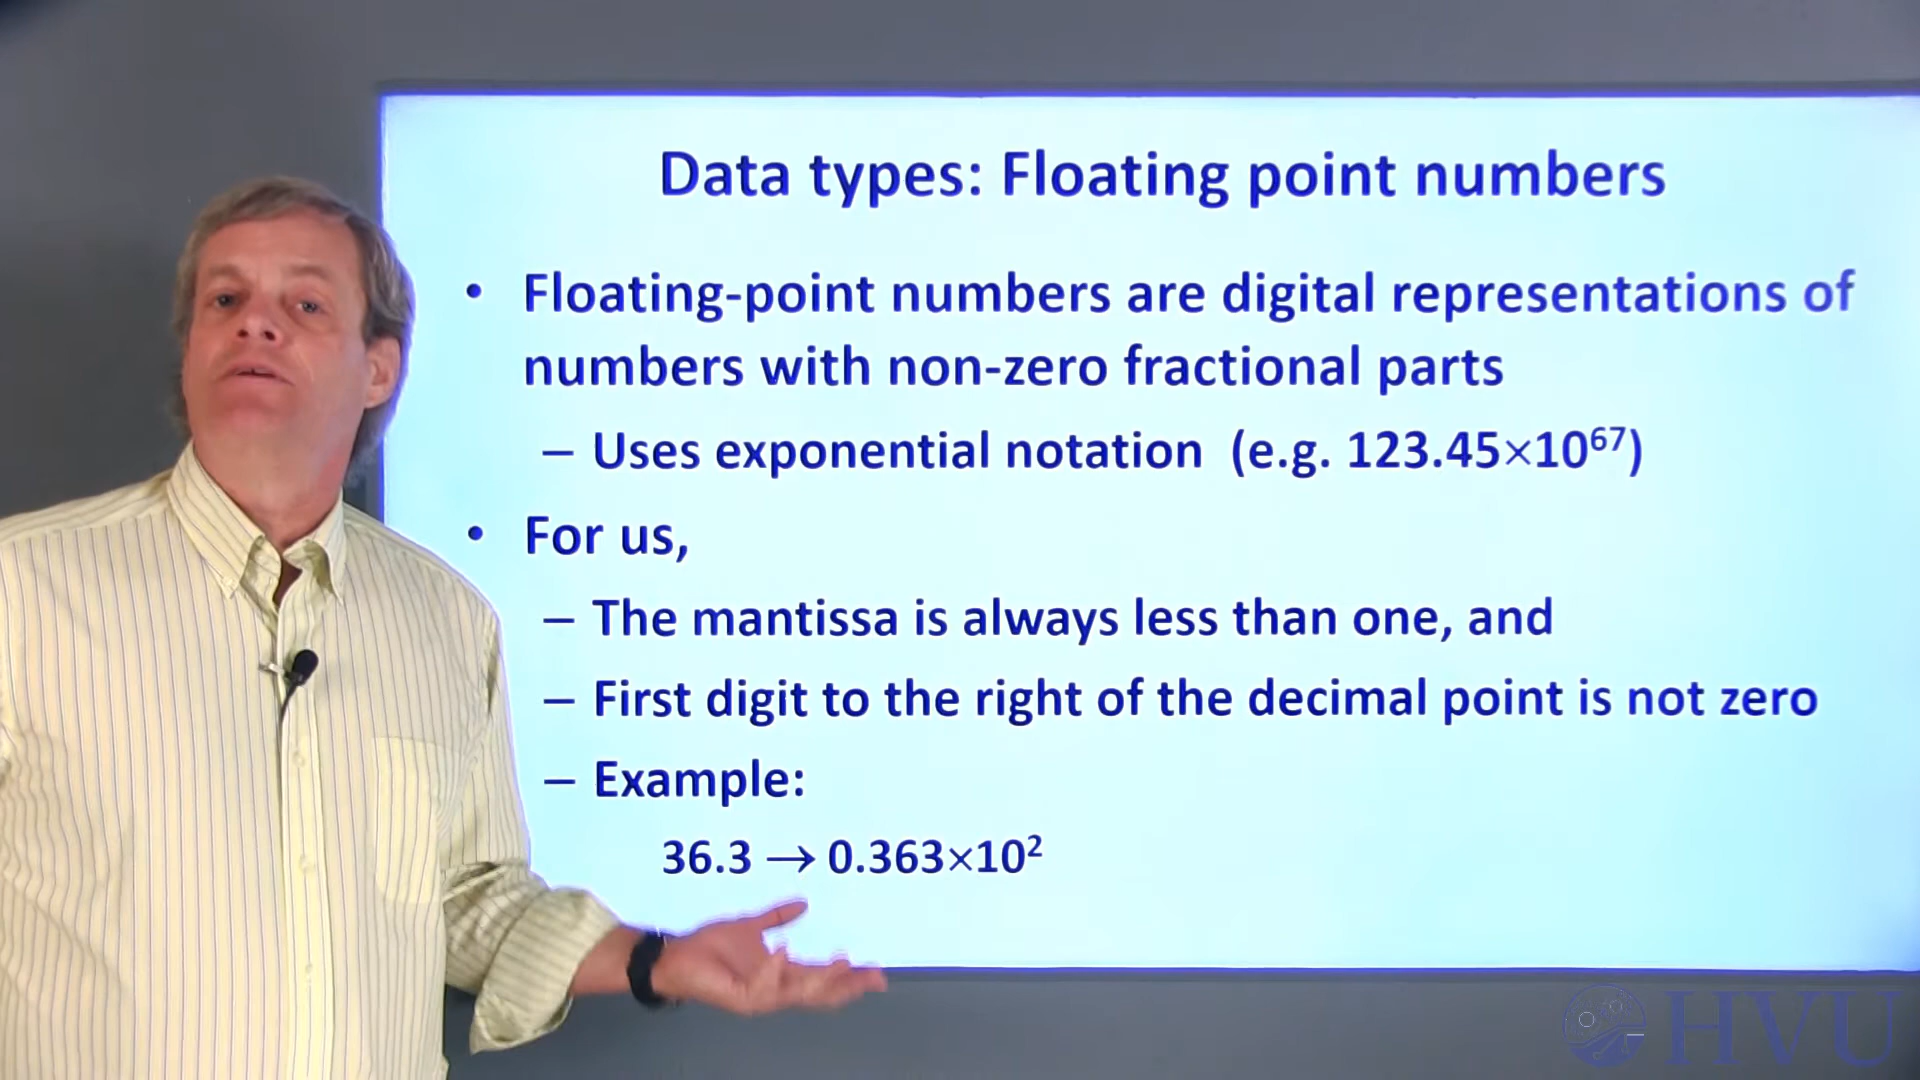 Data types: Floating point numbers
• Floating-point numbers are digital representations of
numbers with non-zero fractional parts
– Uses exponential notation (e.g. 123.45×10⁶⁷)
• For us,
– The mantissa is always less than one, and
– First digit to the right of the decimal point is not zero
– Example:
36.3 → 0.363×10²
HVU